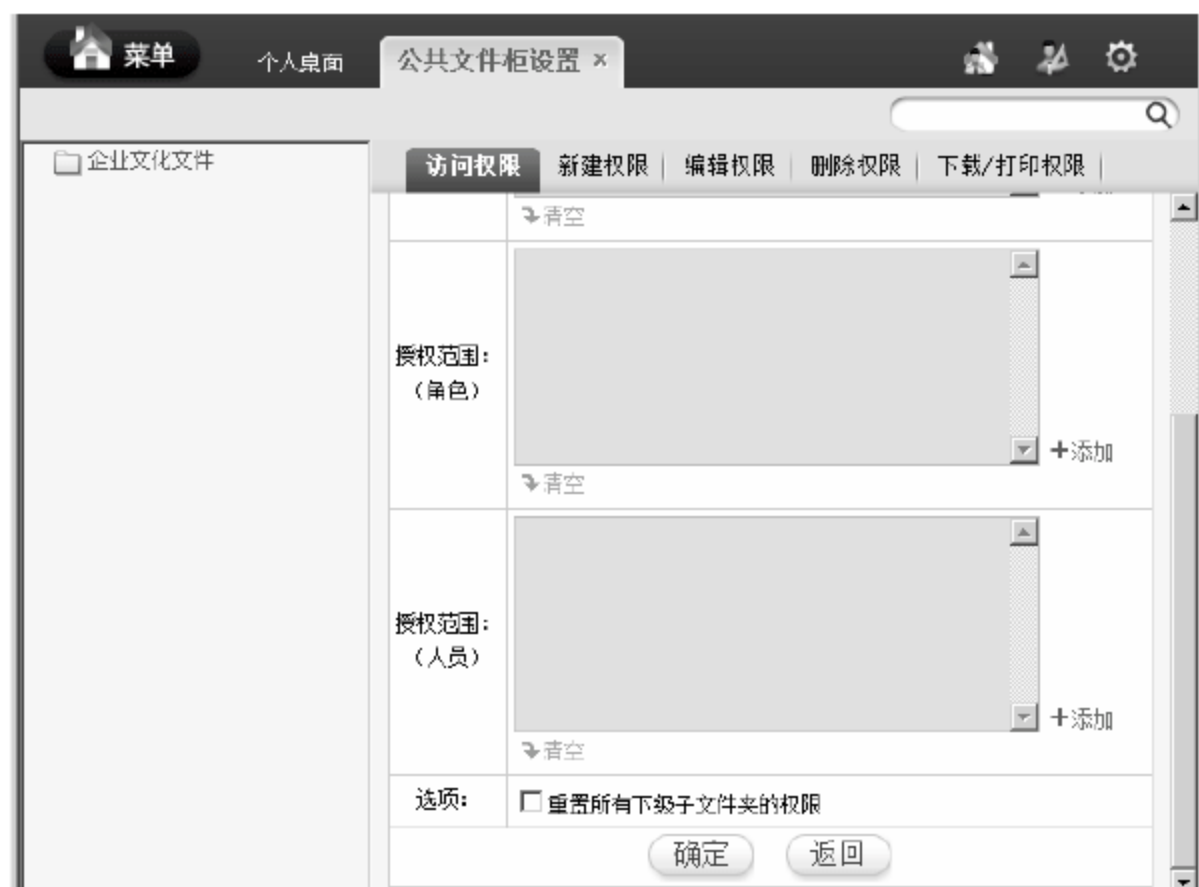 菜单 个人桌面 公共文件柜设置 ×
企业文化文件
访问权限 新建权限 编辑权限 删除权限 下载/打印权限
清空
授权范围：
（角色）
+添加
清空
授权范围：
（人员）
+添加
清空
选项： 重置所有下级子文件夹的权限
确定 返回